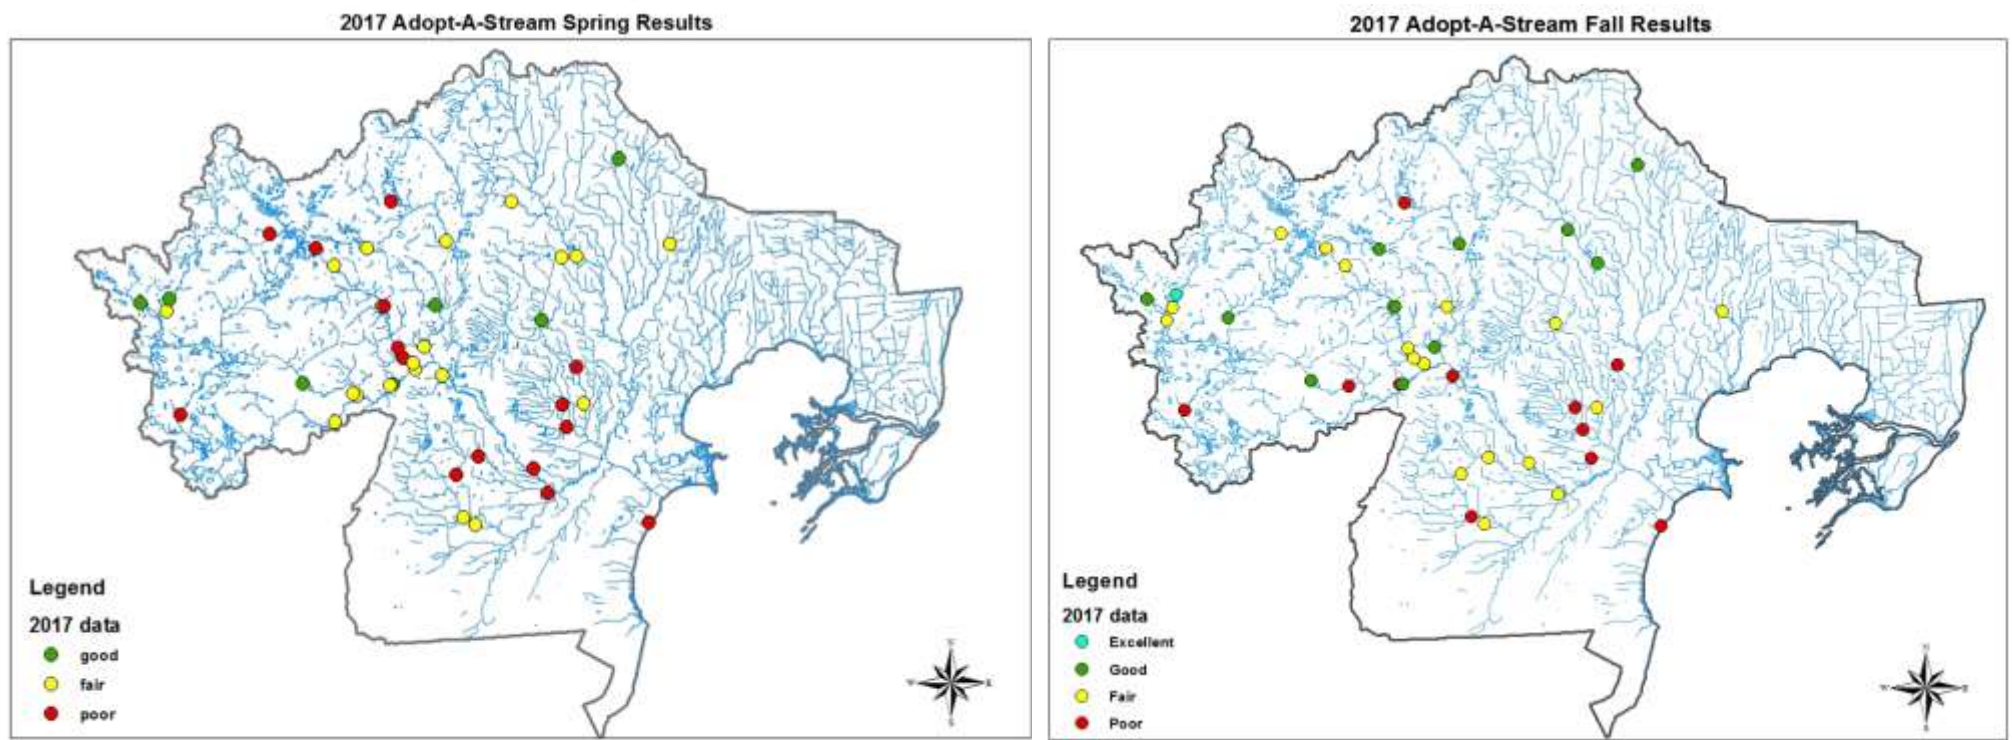 2017 Adopt-A-Stream Spring Results
Legend
2017 data
good
fair
poor
N
W
E
S
2017 Adopt-A-Stream Fall Results
Legend
2017 data
Excellent
Good
Fair
Poor
N
W
E
S